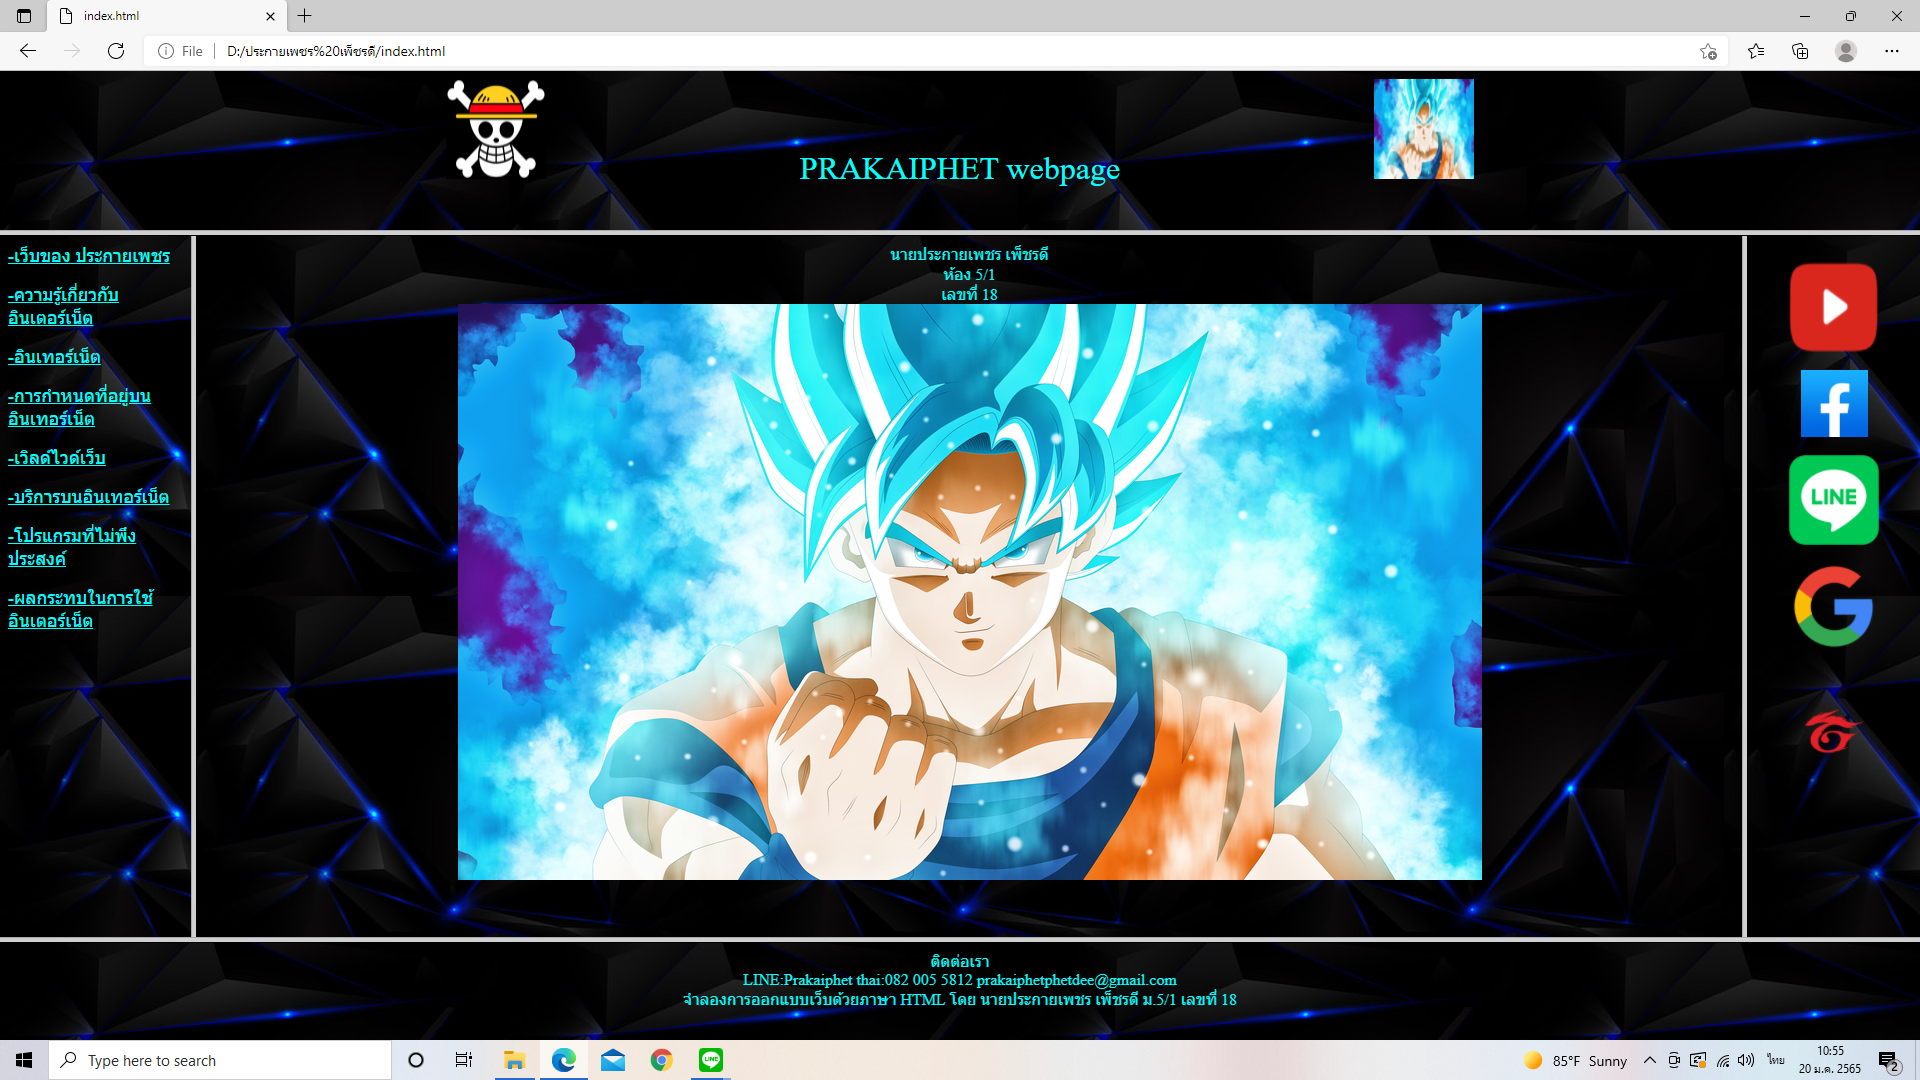 index.html
File
D:/ประกายเพชร%20เพ็ชรดี/index.html
PRAKAIPHET webpage
-เว็บของ ประกายเพชร
-ความรู้เกี่ยวกับ
อินเตอร์เน็ต
-อินเทอร์เน็ต
-การกำหนดที่อยู่บน
อินเทอร์เน็ต
-เวิลด์ไวด์เว็บ
-บริการบนอินเทอร์เน็ต
-โปรแกรมที่ไม่พึง
ประสงค์
-ผลกระทบในการใช้
อินเตอร์เน็ต
นายประกายเพชร เพ็ชรดี
ห้อง 5/1
เลขที่ 18
LINE
ติดต่อเรา
LINE:Prakaiphet thai:082 005 5812 prakaiphetphetdee@gmail.com
จำลองการออกแบบเว็บด้วยภาษา HTML โดย นายประกายเพชร เพ็ชรดี ม.5/1 เลขที่ 18
Type here to search
85°F Sunny
ไทย
10:55
20 ม.ค. 2565
2